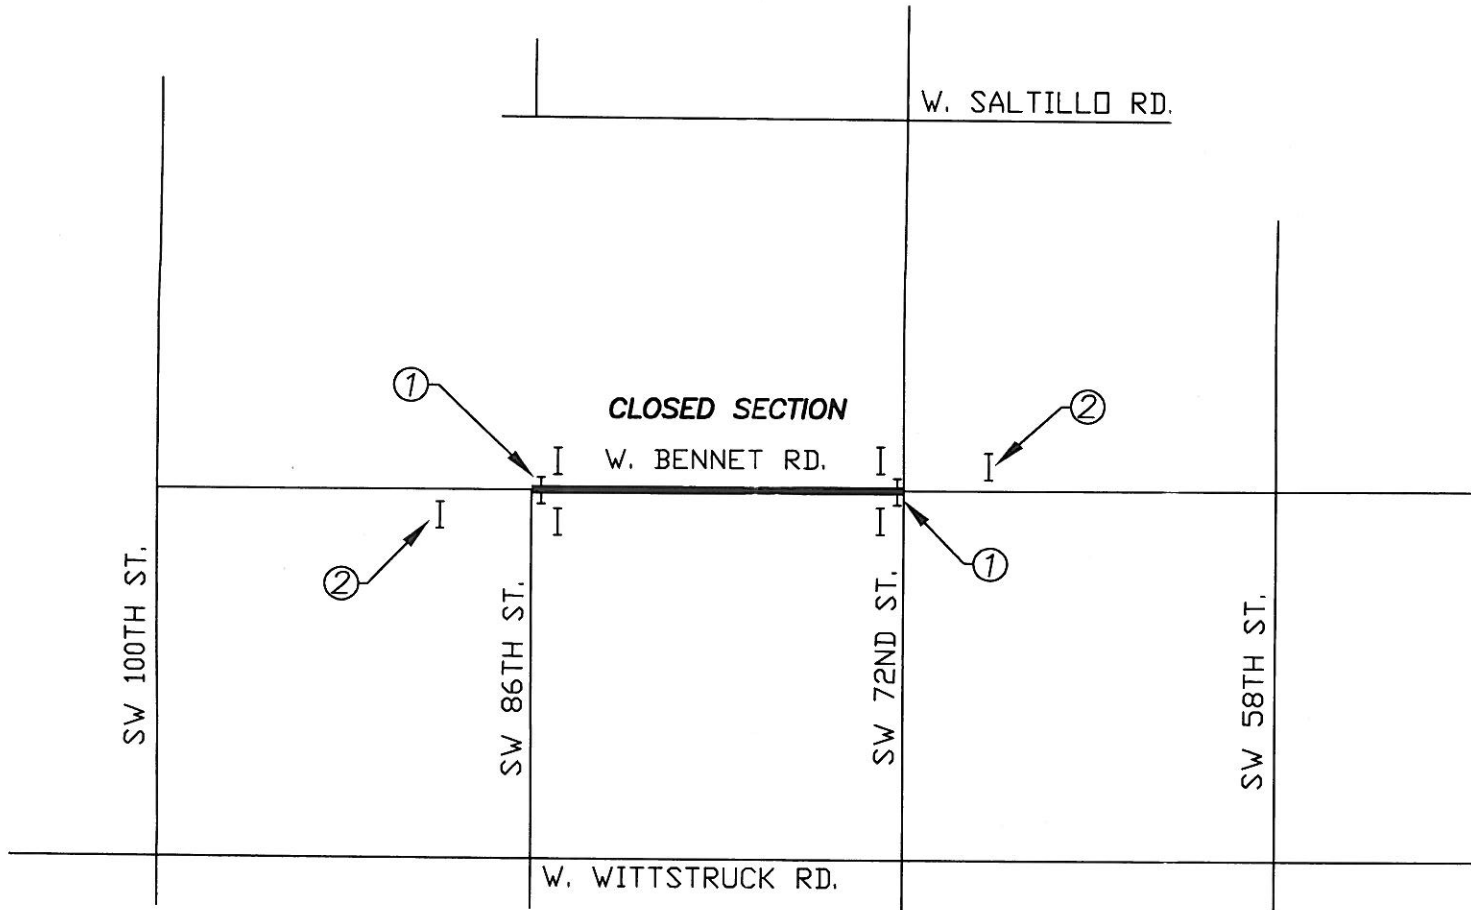 W. SALTILLO RD.
1
CLOSED SECTION
2
W. BENNET RD.
2
1
SW 100TH ST.
SW 86TH ST.
SW 72ND ST.
SW 58TH ST.
W. WITTSTRUCK RD.